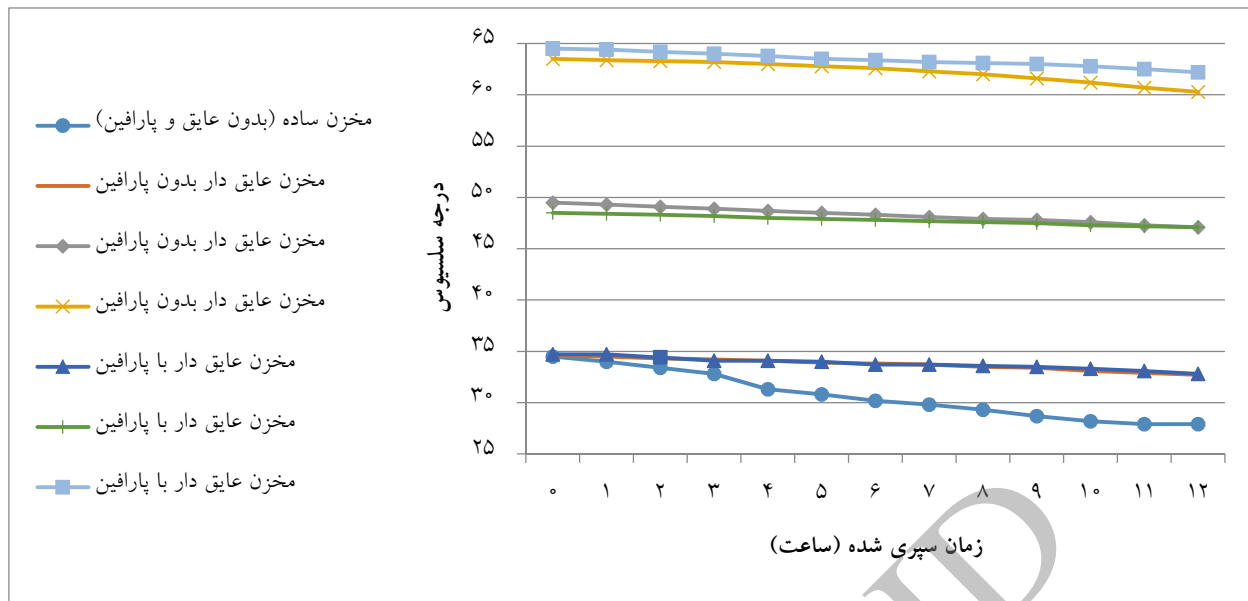 مخزن ساده (بدون عایق و پارافین)
مخزن عایق دار بدون پارافین
مخزن عایق دار بدون پارافین
مخزن عایق دار بدون پارافین
مخزن عایق دار با پارافین
مخزن عایق دار با پارافین
مخزن عایق دار با پارافین
درجه سلسیوس
۶۵
۶۰
۵۵
۵۰
۴۵
۴۰
۳۵
۳۰
۲۵
۰ ۱ ۲ ۳ ۴ ۵ ۶ ۷ ۸ ۹ ۱۰ ۱۱ ۱۲
زمان سپری شده (ساعت)